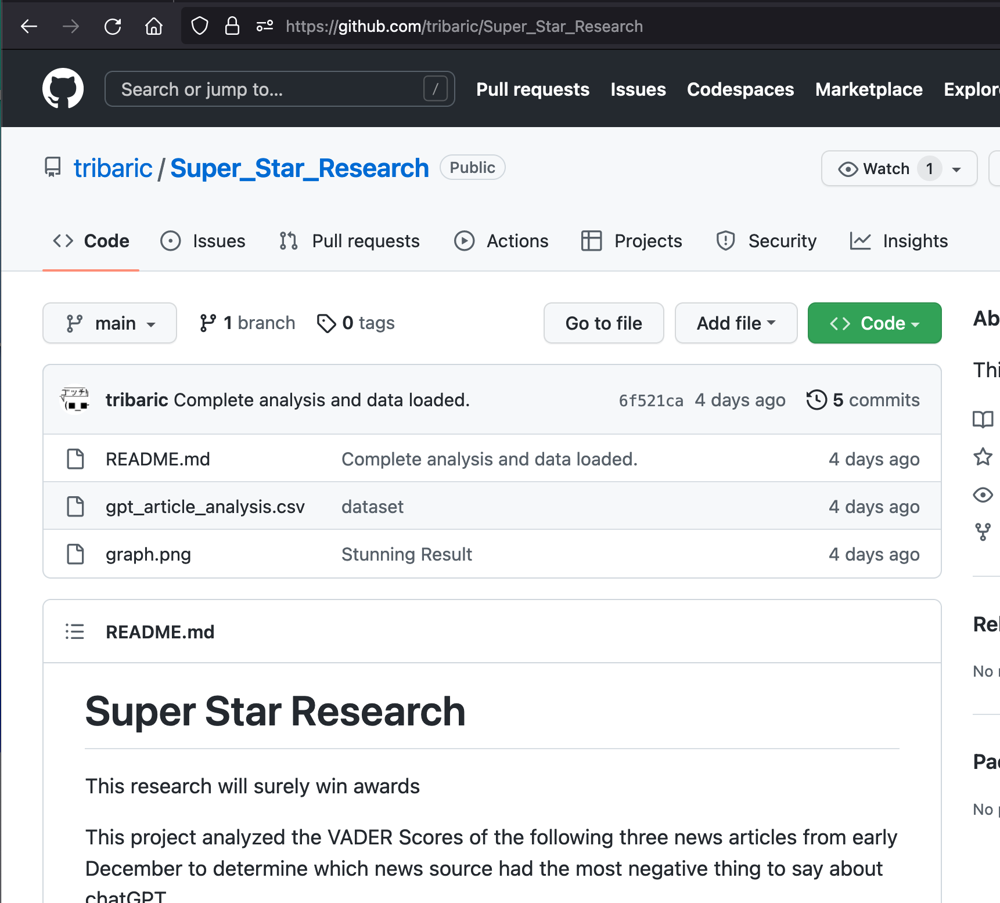 https://github.com/tribaric/Super_Star_Research
Search or jump to... /
Pull requests Issues Codespaces Marketplace Explor
tribaric / Super_Star_Research Public
Watch 1
Code Issues Pull requests Actions Projects Security Insights
main 1 branch 0 tags Go to file Add file Code
tribaric Complete analysis and data loaded. 6f521ca 4 days ago 5 commits
README.md Complete analysis and data loaded. 4 days ago
gpt_article_analysis.csv dataset 4 days ago
graph.png Stunning Result 4 days ago
README.md
Super Star Research
This research will surely win awards
This project analyzed the VADER Scores of the following three news articles from early
December to determine which news source had the most negative thing to say about
chatGPT
Ab
Thi
Rel
No
Pac
No